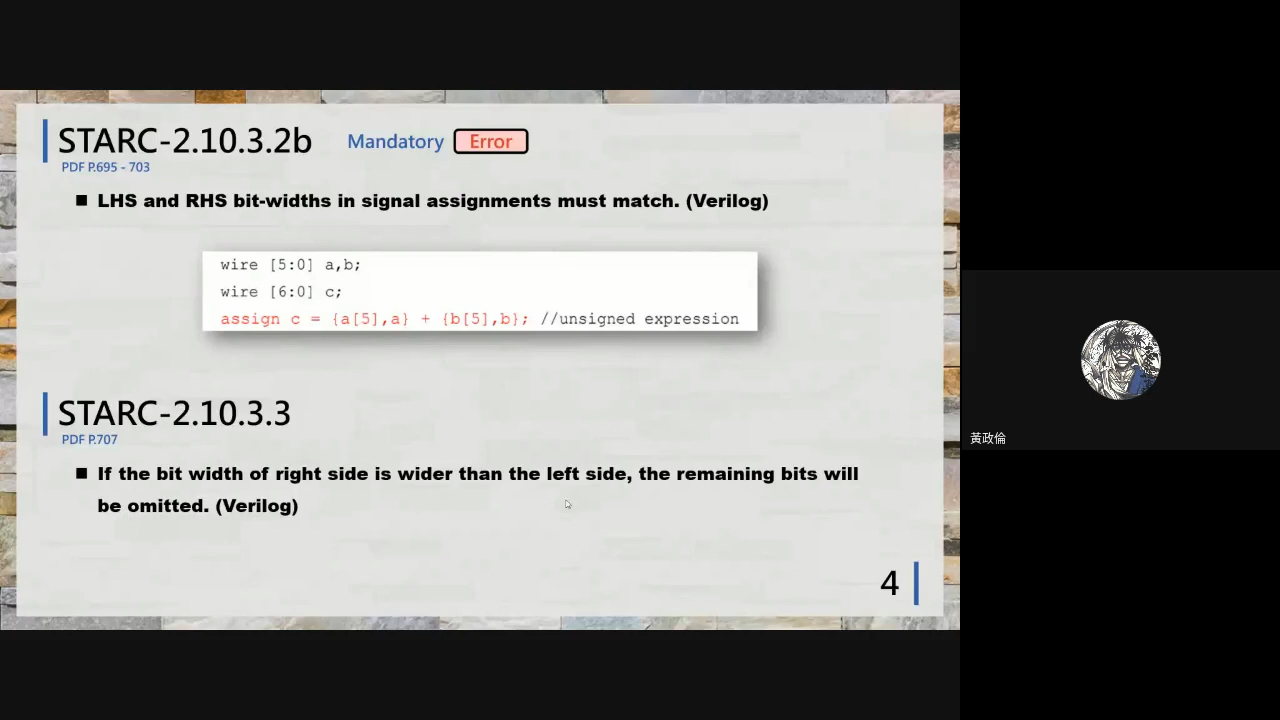 STARC-2.10.3.2b Mandatory Error
PDF P.695 - 703
■ LHS and RHS bit-widths in signal assignments must match. (Verilog)
wire [5:0] a,b;
wire [6:0] c;
assign c = {a[5],a} + {b[5],b}; //unsigned expression
STARC-2.10.3.3
PDF P.707
■ If the bit width of right side is wider than the left side, the remaining bits will
be omitted. (Verilog)
4
黃政倫